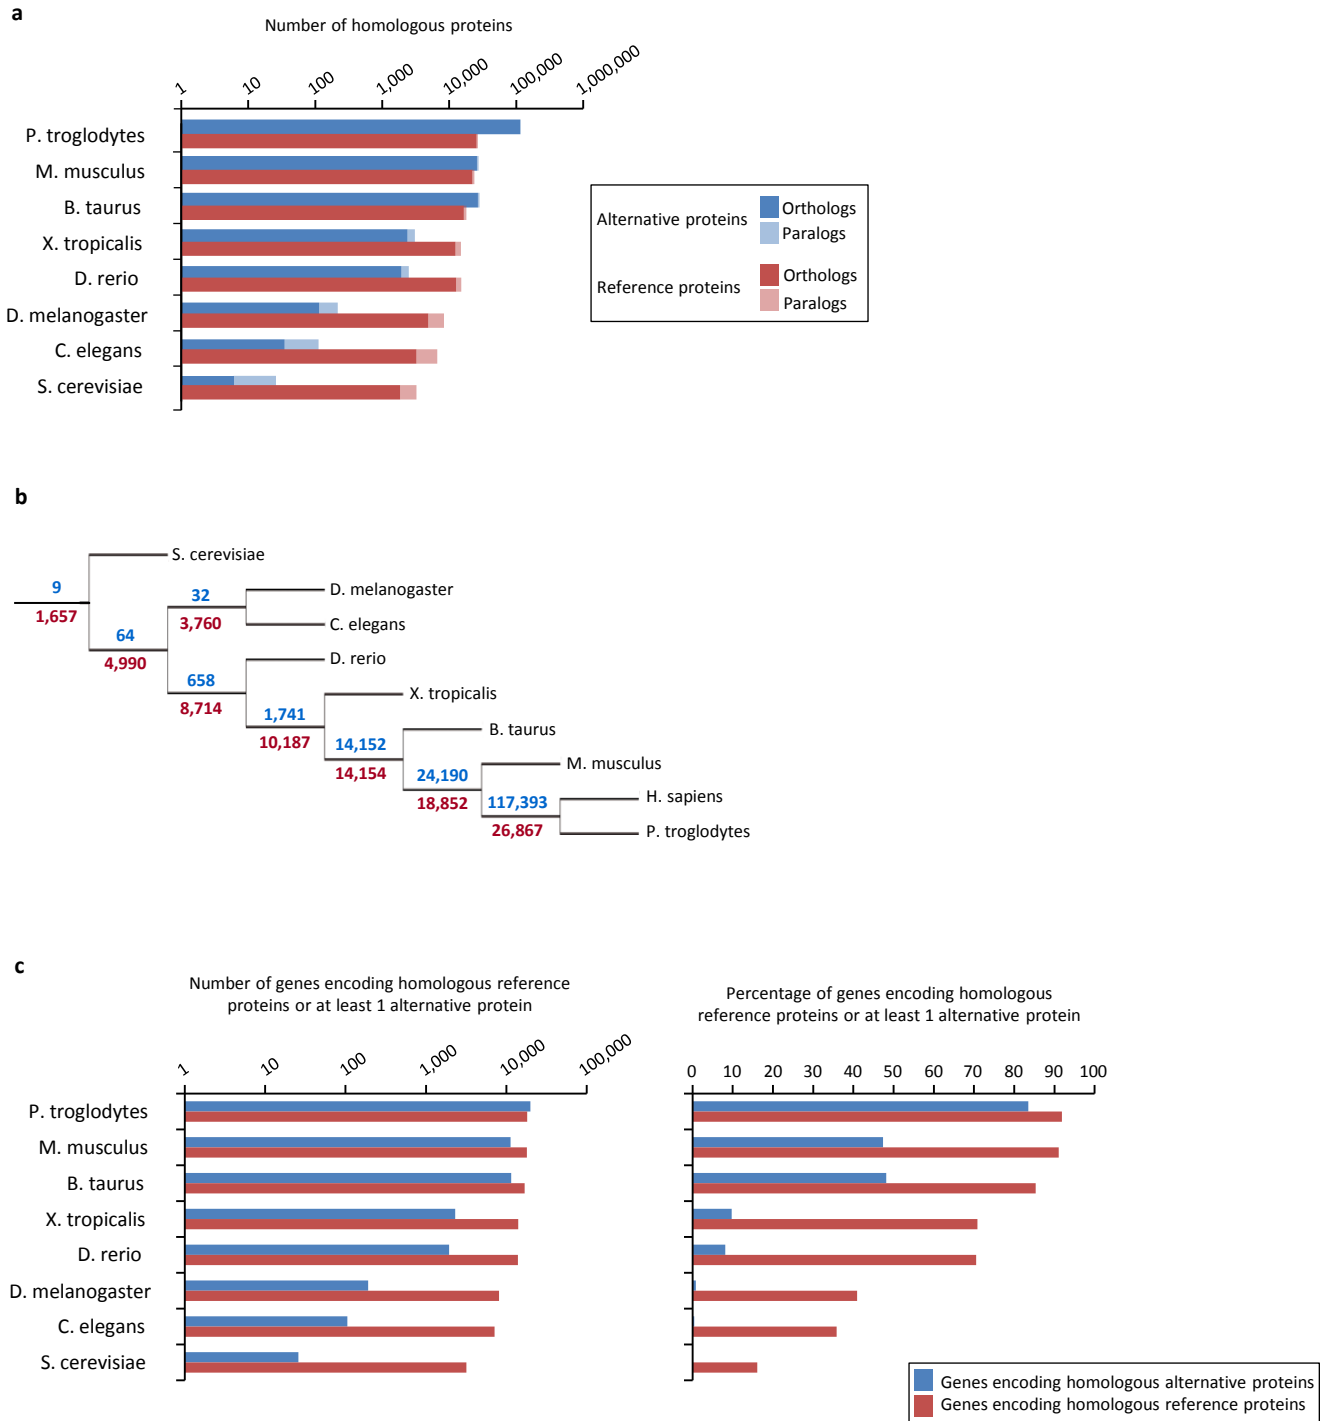 a
Number of homologous proteins
1 10 100 1,000 10,000 100,000 1,000,000
P. troglodytes
M. musculus
B. taurus
X. tropicalis
D. rerio
D. melanogaster
C. elegans
S. cerevisiae
Alternative proteins
Orthologs
Paralogs
Reference proteins
Orthologs
Paralogs
b
S. cerevisiae
9
1,657
32
3,760
D. melanogaster
C. elegans
64
4,990
D. rerio
658
8,714
X. tropicalis
1,741
10,187
B. taurus
14,152
14,154
M. musculus
24,190
18,852
H. sapiens
117,393
26,867
P. troglodytes
c
Number of genes encoding homologous reference
proteins or at least 1 alternative protein
1 10 100 1,000 10,000 100,000
P. troglodytes
M. musculus
B. taurus
X. tropicalis
D. rerio
D. melanogaster
C. elegans
S. cerevisiae
Percentage of genes encoding homologous
reference proteins or at least 1 alternative protein
0 10 20 30 40 50 60 70 80 90 100
Genes encoding homologous alternative proteins
Genes encoding homologous reference proteins